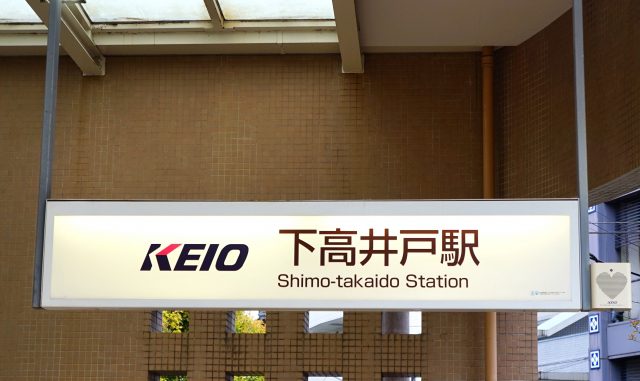 KEIO 下高井戸駅
Shimo-takaido Station